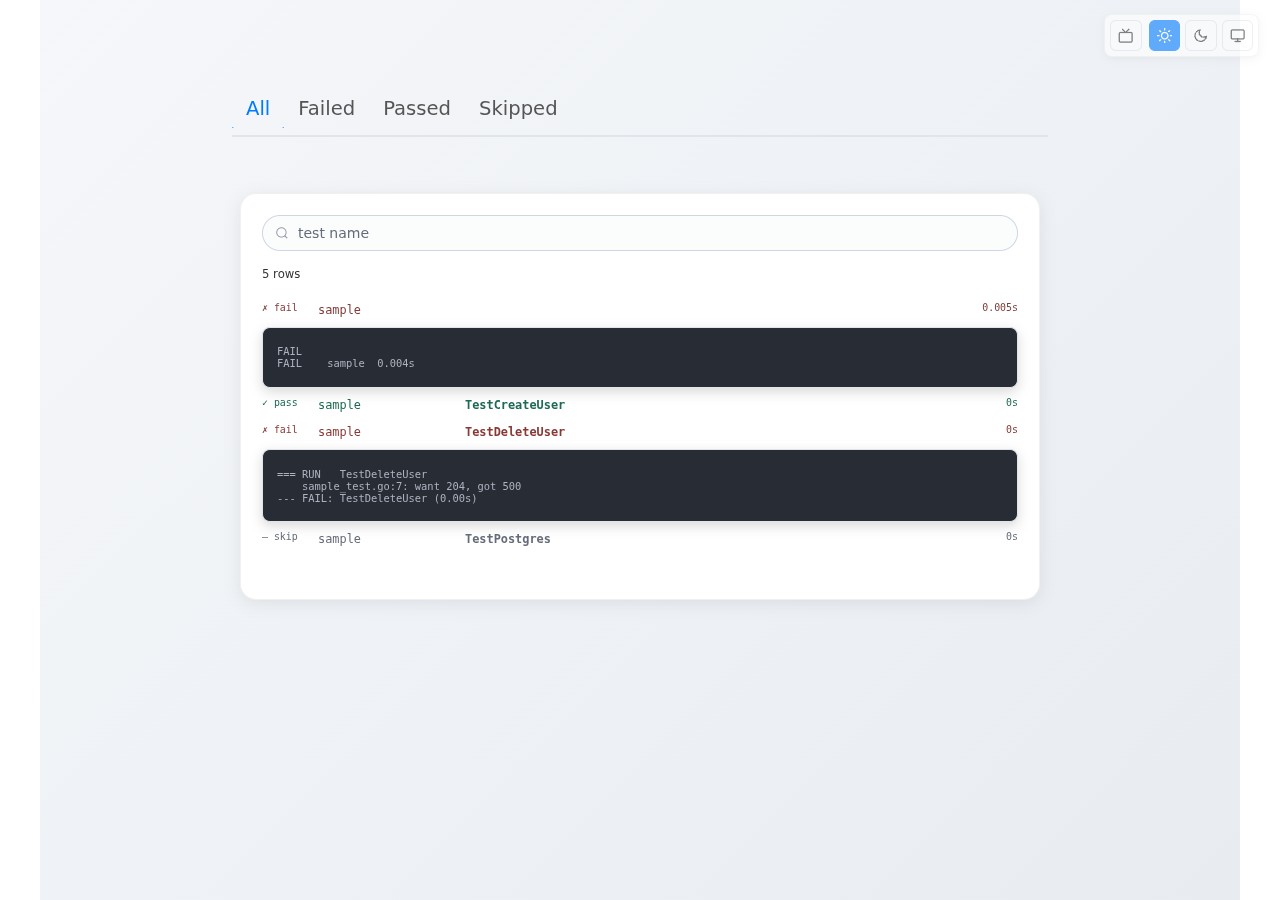 All Failed Passed Skipped
test name
5 rows
✗ fail sample 0.005s
FAIL
FAIL    sample  0.004s
✓ pass sample TestCreateUser 0s
✗ fail sample TestDeleteUser 0s
=== RUN   TestDeleteUser
    sample_test.go:7: want 204, got 500
--- FAIL: TestDeleteUser (0.00s)
– skip sample TestPostgres 0s